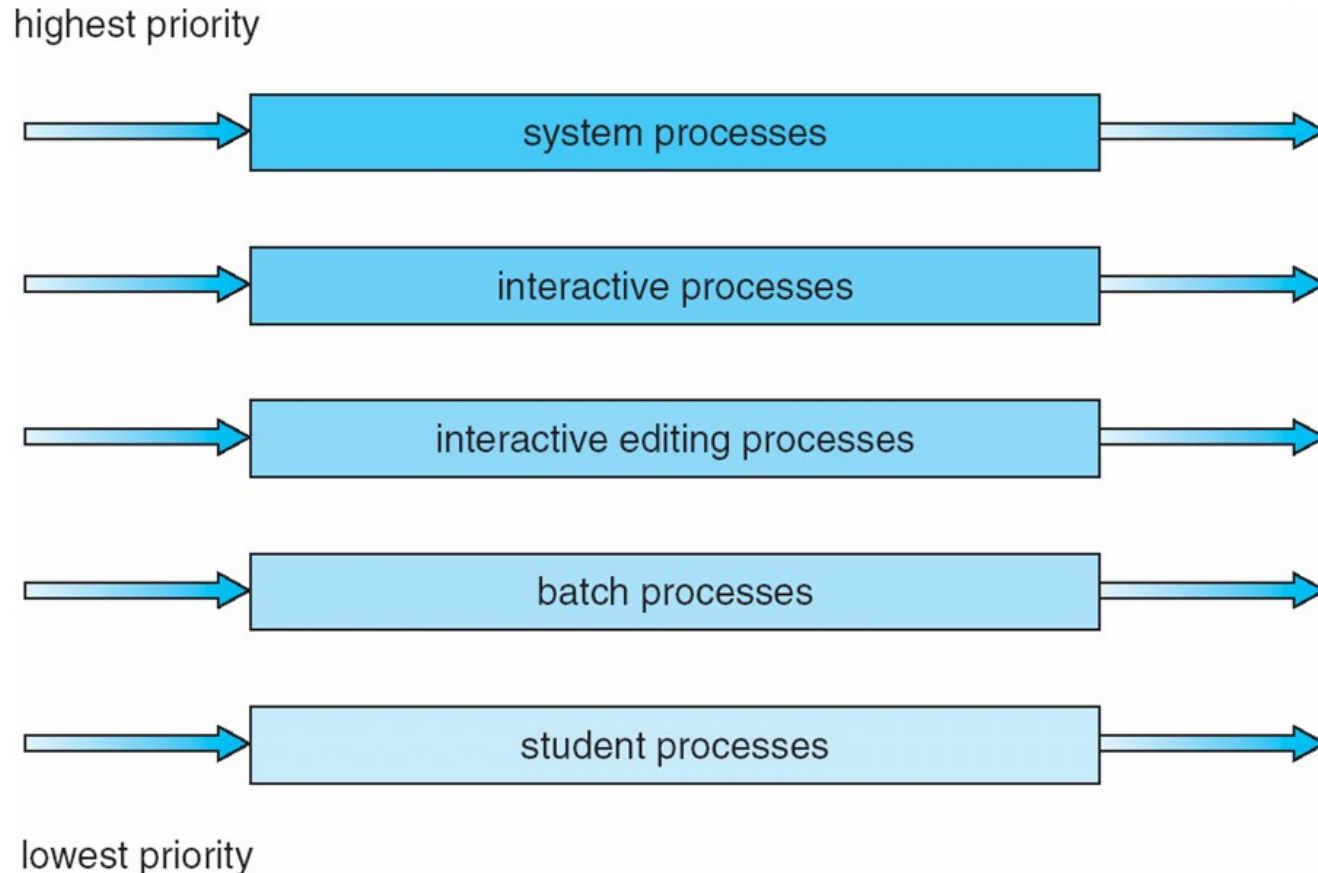 highest priority
system processes
interactive processes
interactive editing processes
batch processes
student processes
lowest priority